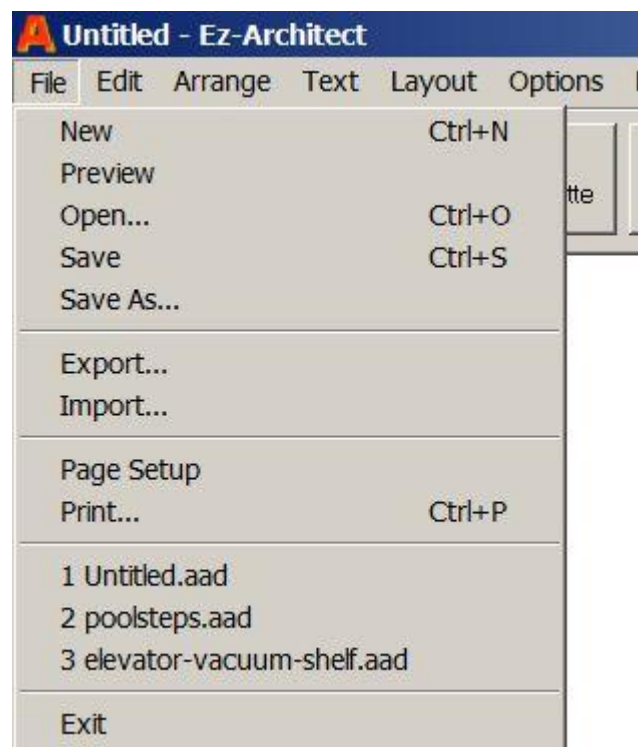 Untitled - Ez-Architect
File Edit Arrange Text Layout Options
New Ctrl+N
Preview
Open... Ctrl+O
Save Ctrl+S
Save As...
Export...
Import...
Page Setup
Print... Ctrl+P
1 Untitled.aad
2 poolsteps.aad
3 elevator-vacuum-shelf.aad
Exit